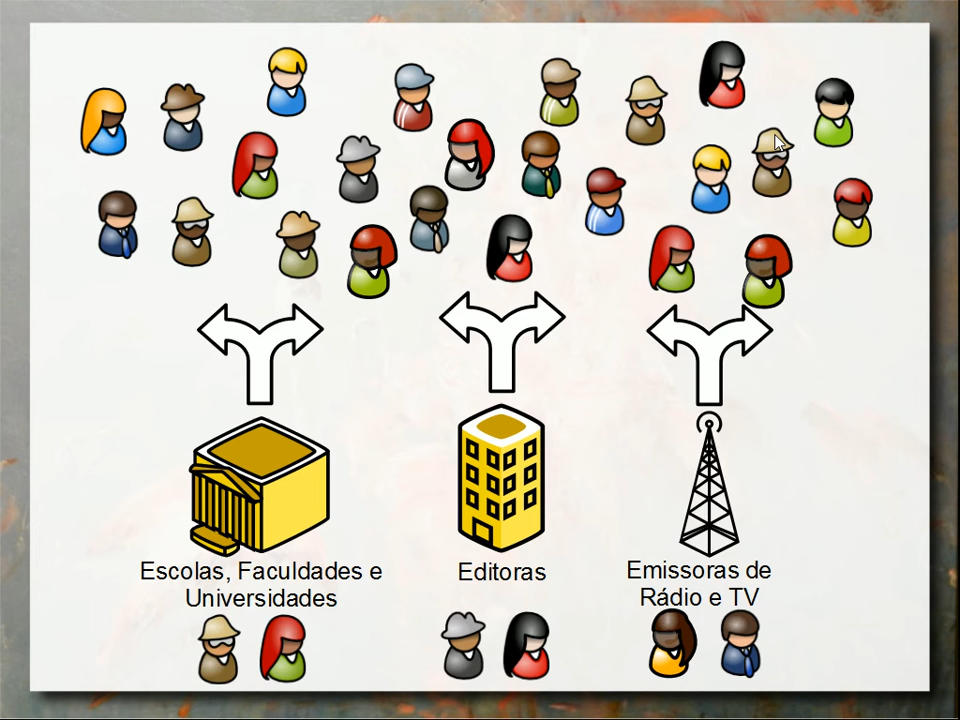 Escolas, Faculdades e
Universidades
Editoras
Emissoras de
Rádio e TV